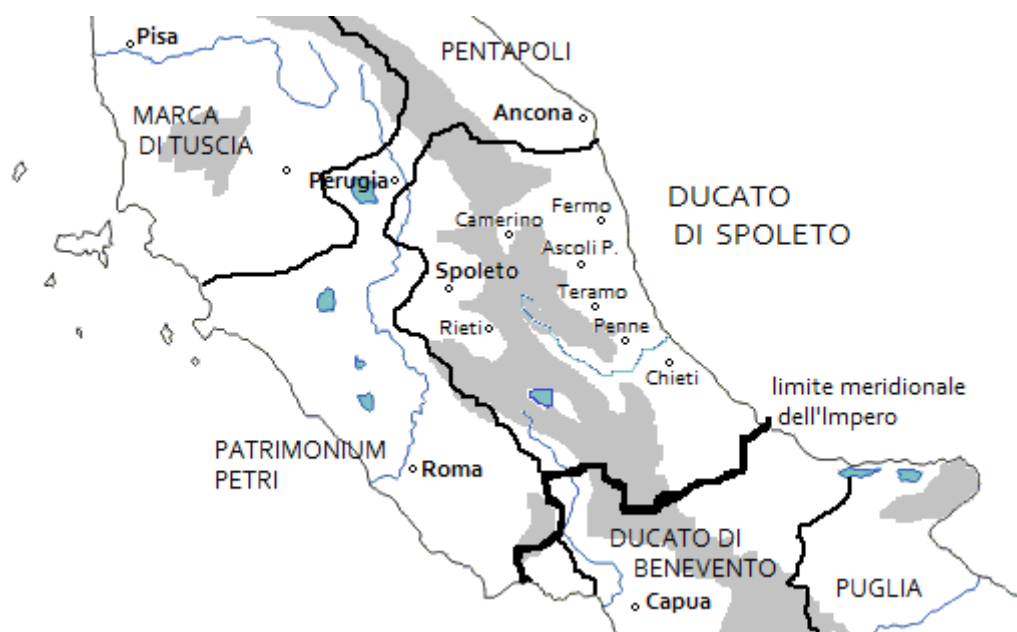 Pisa
PENTAPOLI
MARCA
DI TUSCIA
Ancona
Perugia
DUCATO
DI SPOLETO
Fermo
Camerino
Ascoli P.
Spoleto
Teramo
Rieti
Penne
Chieti
limite meridionale
dell'Impero
PATRIMONIUM
PETRI
Roma
DUCATO DI
BENEVENTO
PUGLIA
Capua